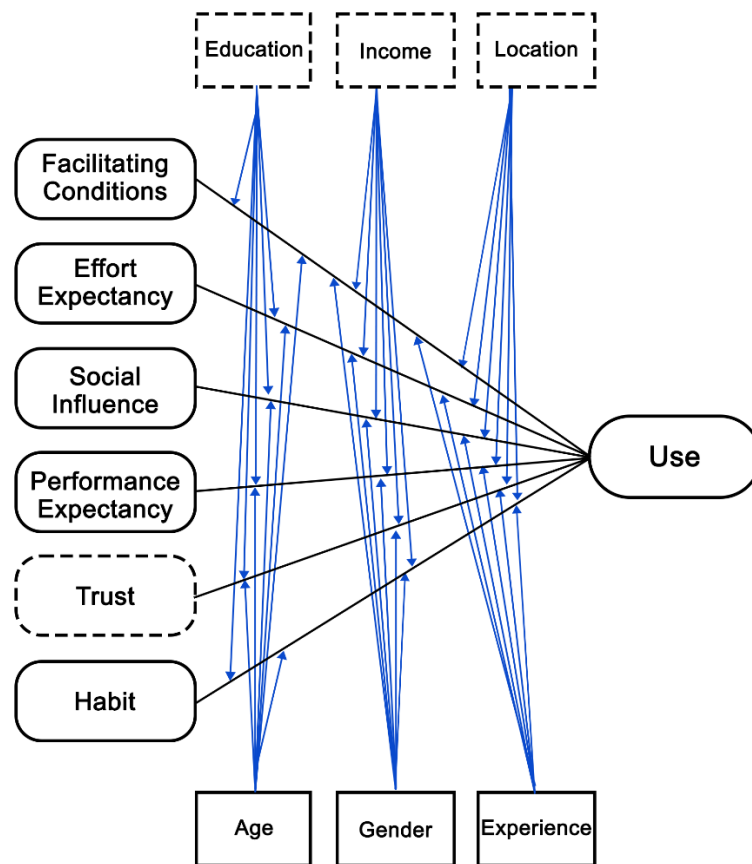 Education
Income
Location
Facilitating
Conditions
Effort
Expectancy
Social
Influence
Performance
Expectancy
Trust
Habit
Use
Age
Gender
Experience